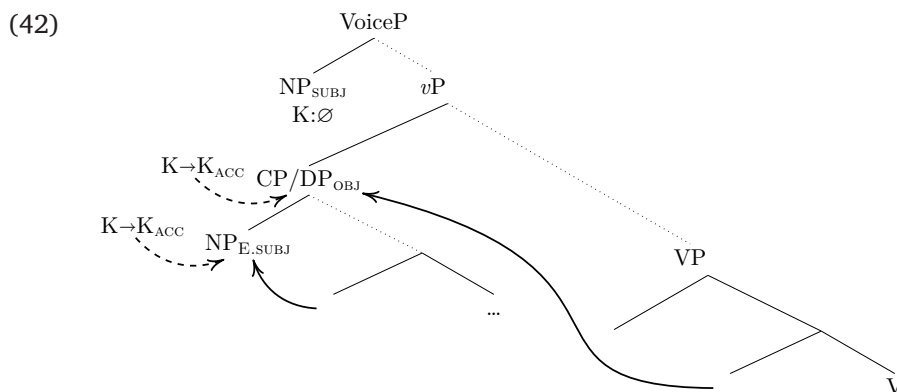 (42)
VoiceP
NP_SUBJ vP
K:∅
K→K_ACC CP/DP_OBJ
K→K_ACC NP_E.SUBJ VP
...
V